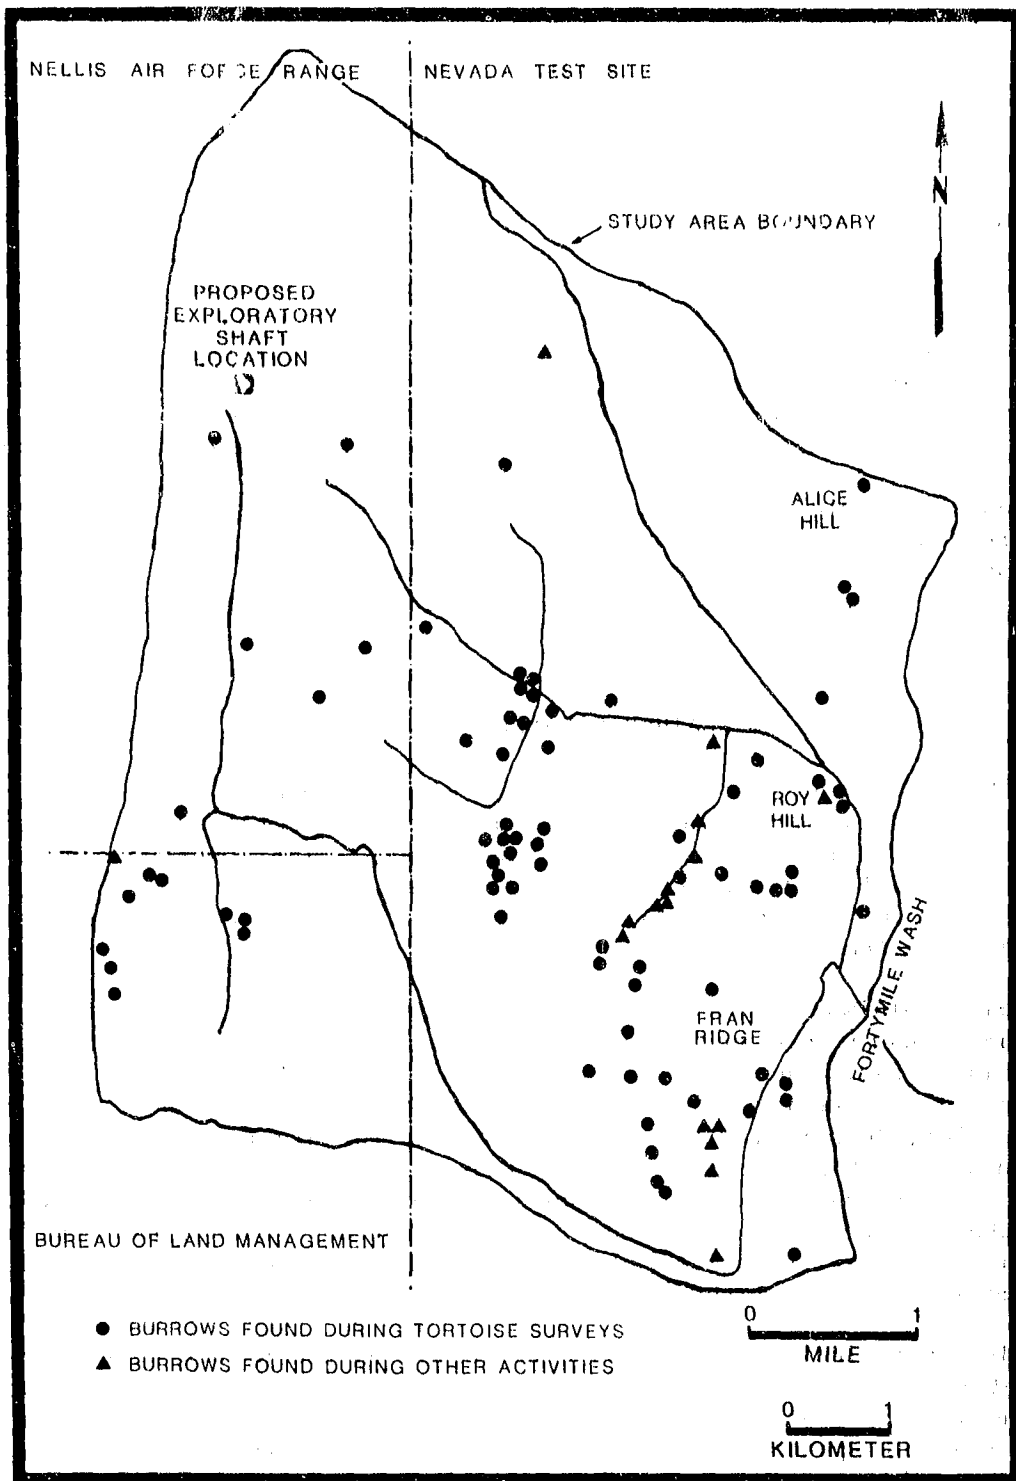 NELLIS AIR FORCE RANGE
NEVADA TEST SITE
N
STUDY AREA BOUNDARY
PROPOSED
EXPLORATORY
SHAFT
LOCATION
ALICE
HILL
ROY
HILL
FORTYMILE WASH
FRAN
RIDGE
BUREAU OF LAND MANAGEMENT
BURROWS FOUND DURING TORTOISE SURVEYS
BURROWS FOUND DURING OTHER ACTIVITIES
0 1
MILE
0 1
KILOMETER